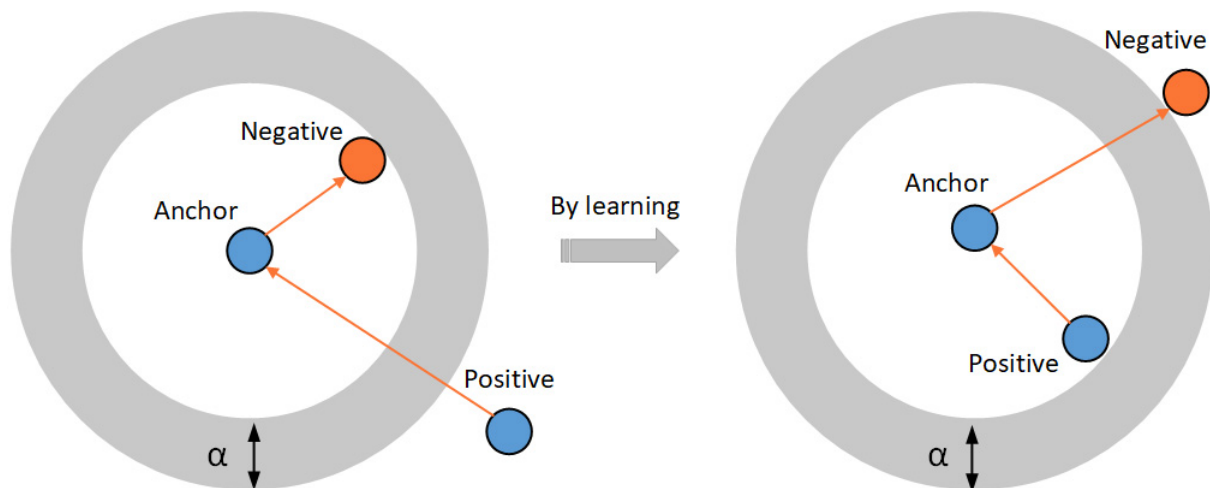 Negative
Anchor
Positive
α
By learning
Negative
Anchor
Positive
α